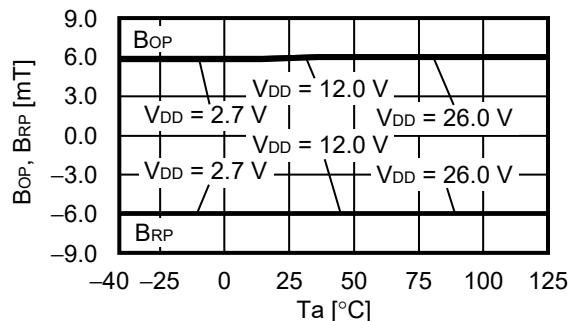 9.0
6.0
3.0
0.0
−3.0
−6.0
−9.0
BOP, BRP [mT]
BOP
VDD = 12.0 V
VDD = 2.7 V
VDD = 26.0 V
VDD = 12.0 V
VDD = 2.7 V
VDD = 26.0 V
BRP
−40 −25 0 25 50 75 100 125
Ta [°C]